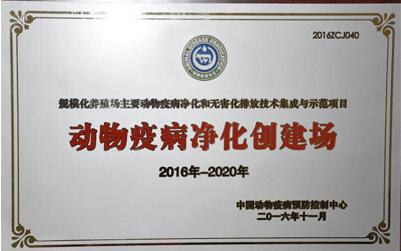 2016ZCJ040
ANIMAL DISEASE ERADICATION
规模化养殖场主要动物疫病净化和无害化排放技术集成与示范项目
动物疫病净化创建场
2016年-2020年
中国动物疫病预防控制中心
二〇一六年十一月